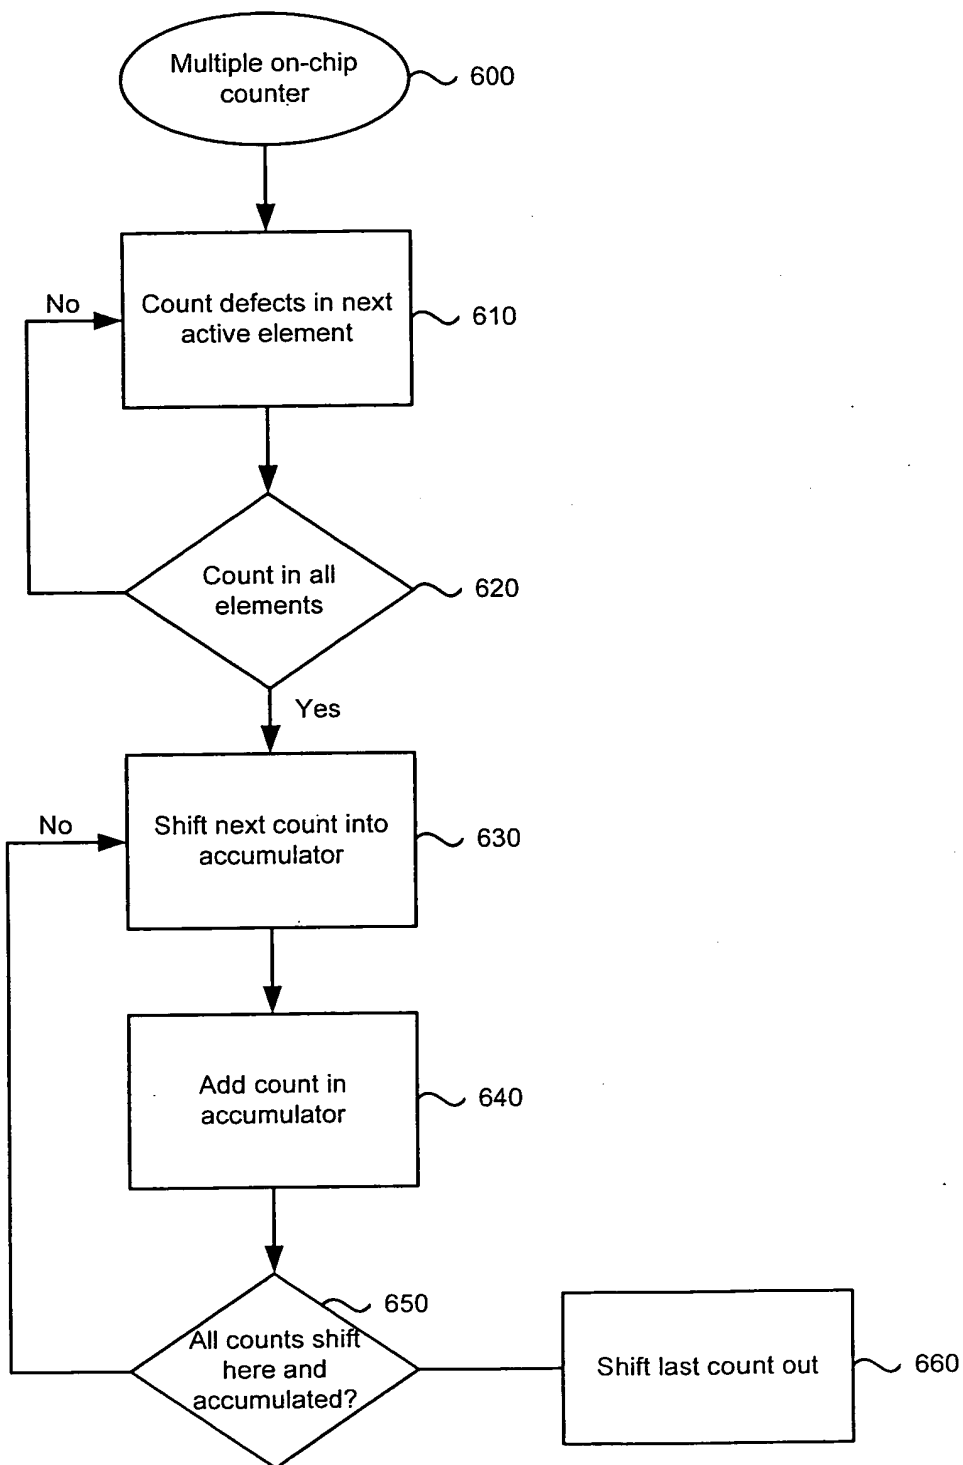 Multiple on-chip
counter
600
No
Count defects in next
active element
610
Count in all
elements
620
Yes
No
Shift next count into
accumulator
630
Add count in
accumulator
640
650
All counts shift
here and
accumulated?
Shift last count out
660